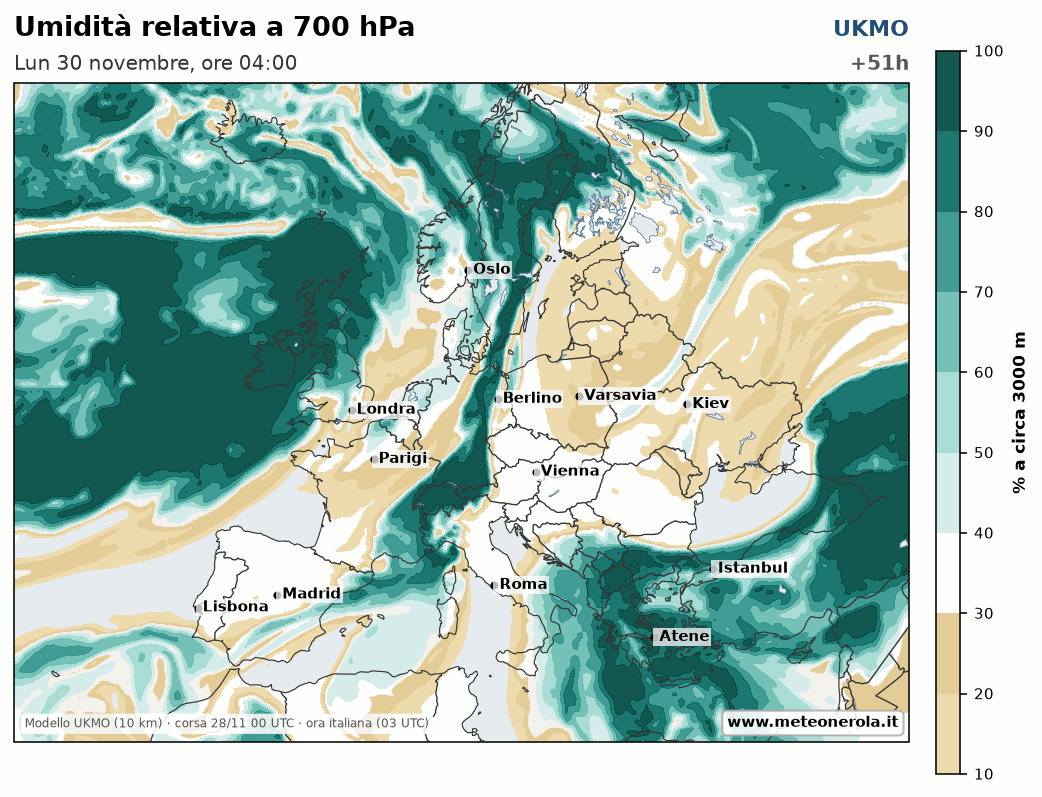 Umidità relativa a 700 hPa
UKMO
Lun 30 novembre, ore 04:00
+51h
100
90
80
70
60
50
40
30
20
10
% a circa 3000 m
Oslo
Berlino
Varsavia
Kiev
Londra
Parigi
Vienna
Istanbul
Roma
Madrid
Lisbona
Atene
Modello UKMO (10 km) · corsa 28/11 00 UTC · ora italiana (03 UTC)
www.meteonerola.it